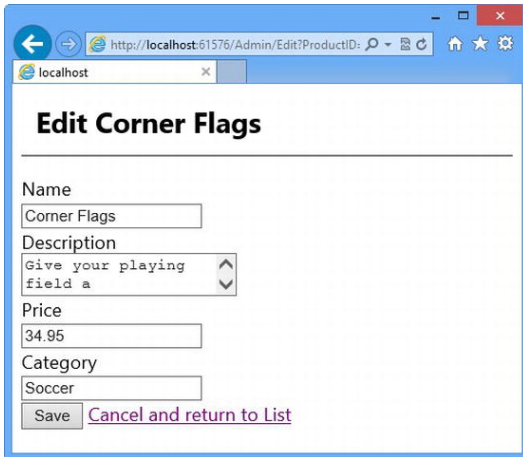 http://localhost:61576/Admin/Edit?ProductID:
localhost
Edit Corner Flags
Name
Corner Flags
Description
Give your playing
field a
Price
34.95
Category
Soccer
Save Cancel and return to List